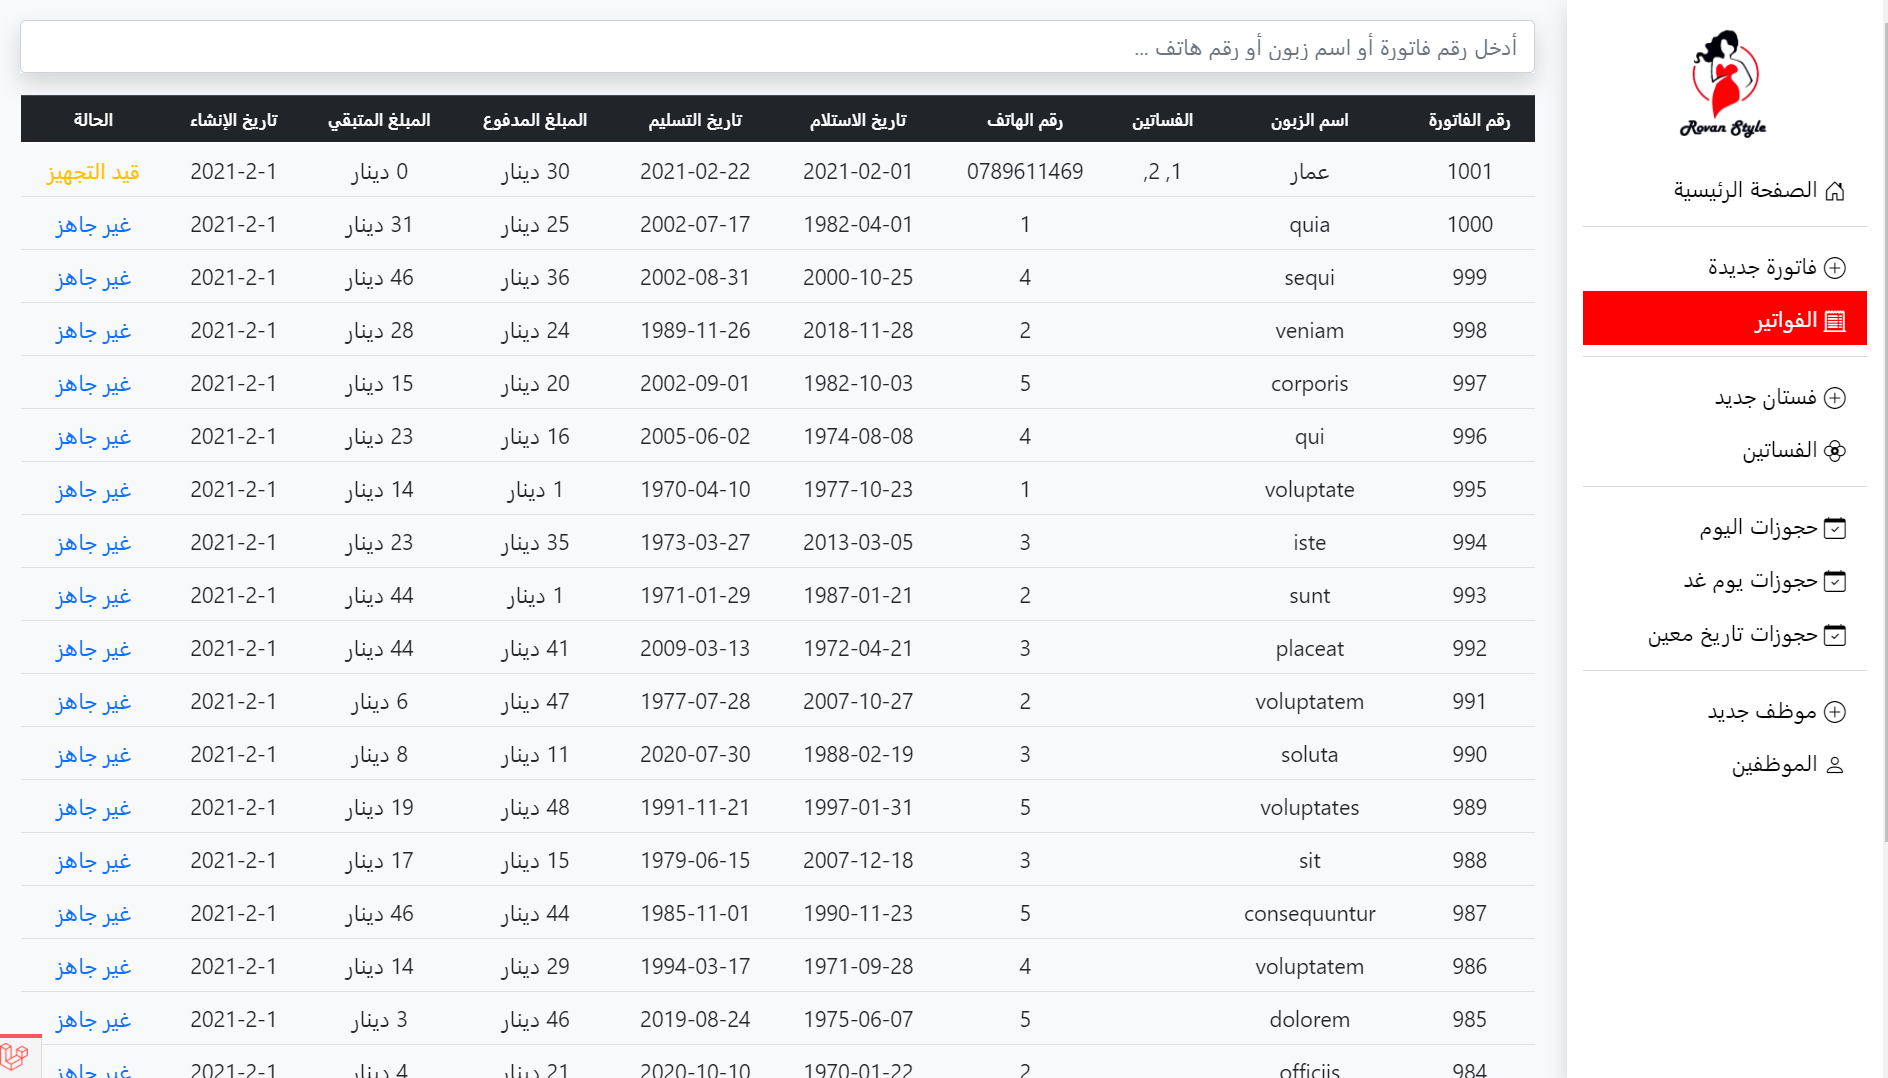 Rovan Style
الصفحة الرئيسية
فاتورة جديدة
الفواتير
فستان جديد
الفساتين
حجوزات اليوم
حجوزات يوم غد
حجوزات تاريخ معين
موظف جديد
الموظفين
أدخل رقم فاتورة أو اسم زبون أو رقم هاتف ...
رقم الفاتورة اسم الزبون الفساتين رقم الهاتف تاريخ الاستلام تاريخ التسليم المبلغ المدفوع المبلغ المتبقي تاريخ الإنشاء الحالة
1001 عمار 1, 2, 0789611469 2021-02-01 2021-02-22 30 دينار 0 دينار 2021-2-1 قيد التجهيز
1000 quia 1 1982-04-01 2002-07-17 25 دينار 31 دينار 2021-2-1 غير جاهز
999 sequi 4 2000-10-25 2002-08-31 36 دينار 46 دينار 2021-2-1 غير جاهز
998 veniam 2 2018-11-28 1989-11-26 24 دينار 28 دينار 2021-2-1 غير جاهز
997 corporis 5 1982-10-03 2002-09-01 20 دينار 15 دينار 2021-2-1 غير جاهز
996 qui 4 1974-08-08 2005-06-02 16 دينار 23 دينار 2021-2-1 غير جاهز
995 voluptate 1 1977-10-23 1970-04-10 1 دينار 14 دينار 2021-2-1 غير جاهز
994 iste 3 2013-03-05 1973-03-27 35 دينار 23 دينار 2021-2-1 غير جاهز
993 sunt 2 1987-01-21 1971-01-29 1 دينار 44 دينار 2021-2-1 غير جاهز
992 placeat 3 1972-04-21 2009-03-13 41 دينار 44 دينار 2021-2-1 غير جاهز
991 voluptatem 2 2007-10-27 1977-07-28 47 دينار 6 دينار 2021-2-1 غير جاهز
990 soluta 3 1988-02-19 2020-07-30 11 دينار 8 دينار 2021-2-1 غير جاهز
989 voluptates 5 1997-01-31 1991-11-21 48 دينار 19 دينار 2021-2-1 غير جاهز
988 sit 3 2007-12-18 1979-06-15 15 دينار 17 دينار 2021-2-1 غير جاهز
987 consequuntur 5 1990-11-23 1985-11-01 44 دينار 46 دينار 2021-2-1 غير جاهز
986 voluptatem 4 1971-09-28 1994-03-17 29 دينار 14 دينار 2021-2-1 غير جاهز
985 dolorem 5 1975-06-07 2019-08-24 46 دينار 3 دينار 2021-2-1 غير جاهز
984 officiis 2 1970-01-22 2020-10-10 21 دينار 4 دينار 2021-2-1 غير جاهز